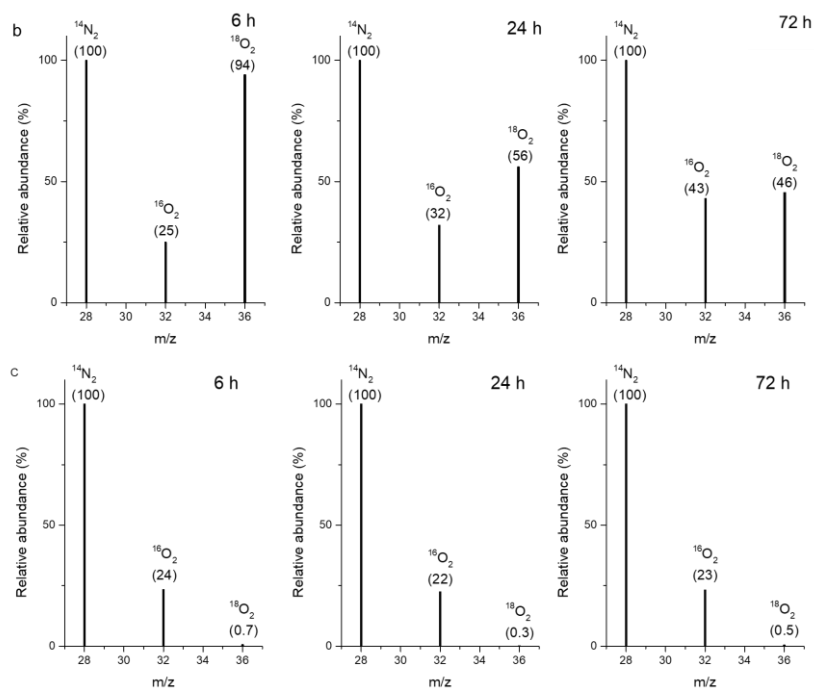 b
6 h
24 h
72 h
¹⁴N₂
(100)
¹⁶O₂
(25)
¹⁸O₂
(94)
100
50
0
28 30 32 34 36
m/z
Relative abundance (%)
¹⁴N₂
(100)
¹⁶O₂
(32)
¹⁸O₂
(56)
100
50
0
28 30 32 34 36
m/z
Relative abundance (%)
¹⁴N₂
(100)
¹⁶O₂
(43)
¹⁸O₂
(46)
100
50
0
28 30 32 34 36
m/z
Relative abundance (%)
c
6 h
24 h
72 h
¹⁴N₂
(100)
¹⁶O₂
(24)
¹⁸O₂
(0.7)
100
50
0
28 30 32 34 36
m/z
Relative abundance (%)
¹⁴N₂
(100)
¹⁶O₂
(22)
¹⁸O₂
(0.3)
100
50
0
28 30 32 34 36
m/z
Relative abundance (%)
¹⁴N₂
(100)
¹⁶O₂
(23)
¹⁸O₂
(0.5)
100
50
0
28 30 32 34 36
m/z
Relative abundance (%)